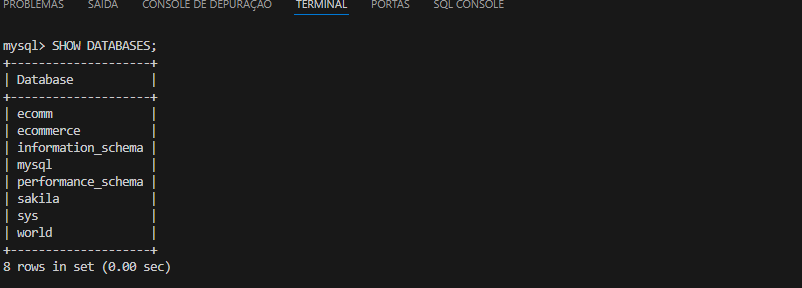 PROBLEMAS SAÍDA CONSOLE DE DEPURAÇÃO TERMINAL PORTAS SQL CONSOLE
mysql> SHOW DATABASES;
+--------------------+
| Database           |
+--------------------+
| ecomm              |
| ecommerce          |
| information_schema |
| mysql              |
| performance_schema |
| sakila             |
| sys                |
| world              |
+--------------------+
8 rows in set (0.00 sec)